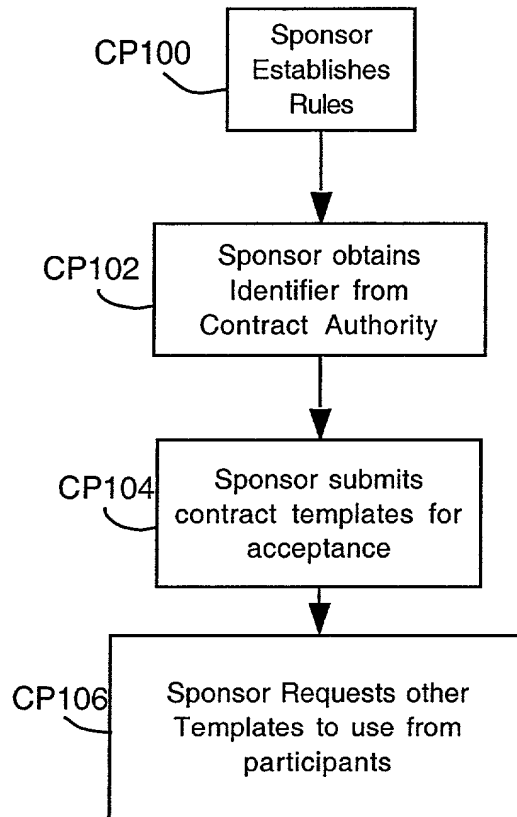 CP100
Sponsor
Establishes
Rules
CP102
Sponsor obtains
Identifier from
Contract Authority
CP104
Sponsor submits
contract templates for
acceptance
CP106
Sponsor Requests other
Templates to use from
participants